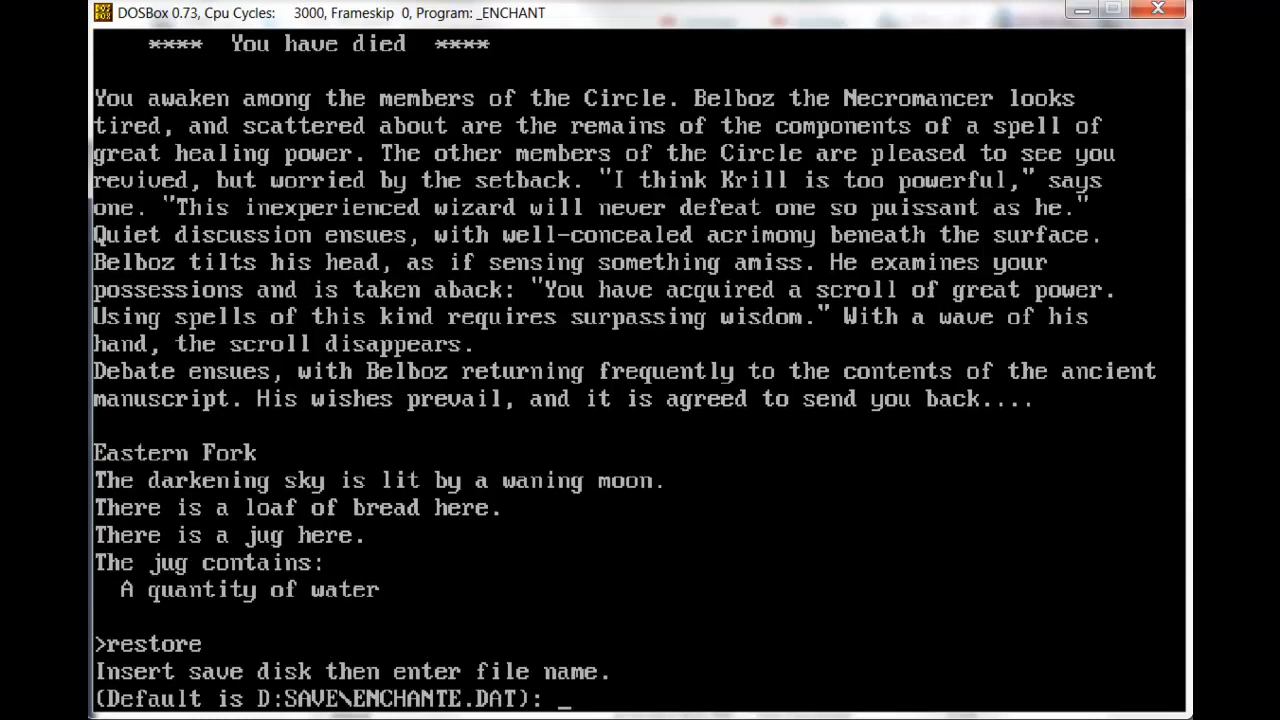 DOSBox 0.73, Cpu Cycles: 3000, Frameskip 0, Program: _ENCHANT
**** You have died ****
You awaken among the members of the Circle. Belboz the Necromancer looks
tired, and scattered about are the remains of the components of a spell of
great healing power. The other members of the Circle are pleased to see you
revived, but worried by the setback. "I think Krill is too powerful," says
one. "This inexperienced wizard will never defeat one so puissant as he."
Quiet discussion ensues, with well-concealed acrimony beneath the surface.
Belboz tilts his head, as if sensing something amiss. He examines your
possessions and is taken aback: "You have acquired a scroll of great power.
Using spells of this kind requires surpassing wisdom." With a wave of his
hand, the scroll disappears.
Debate ensues, with Belboz returning frequently to the contents of the ancient
manuscript. His wishes prevail, and it is agreed to send you back....
Eastern Fork
The darkening sky is lit by a waning moon.
There is a loaf of bread here.
There is a jug here.
The jug contains:
A quantity of water
>restore
Insert save disk then enter file name.
(Default is D:SAVE\ENCHANTE.DAT): _